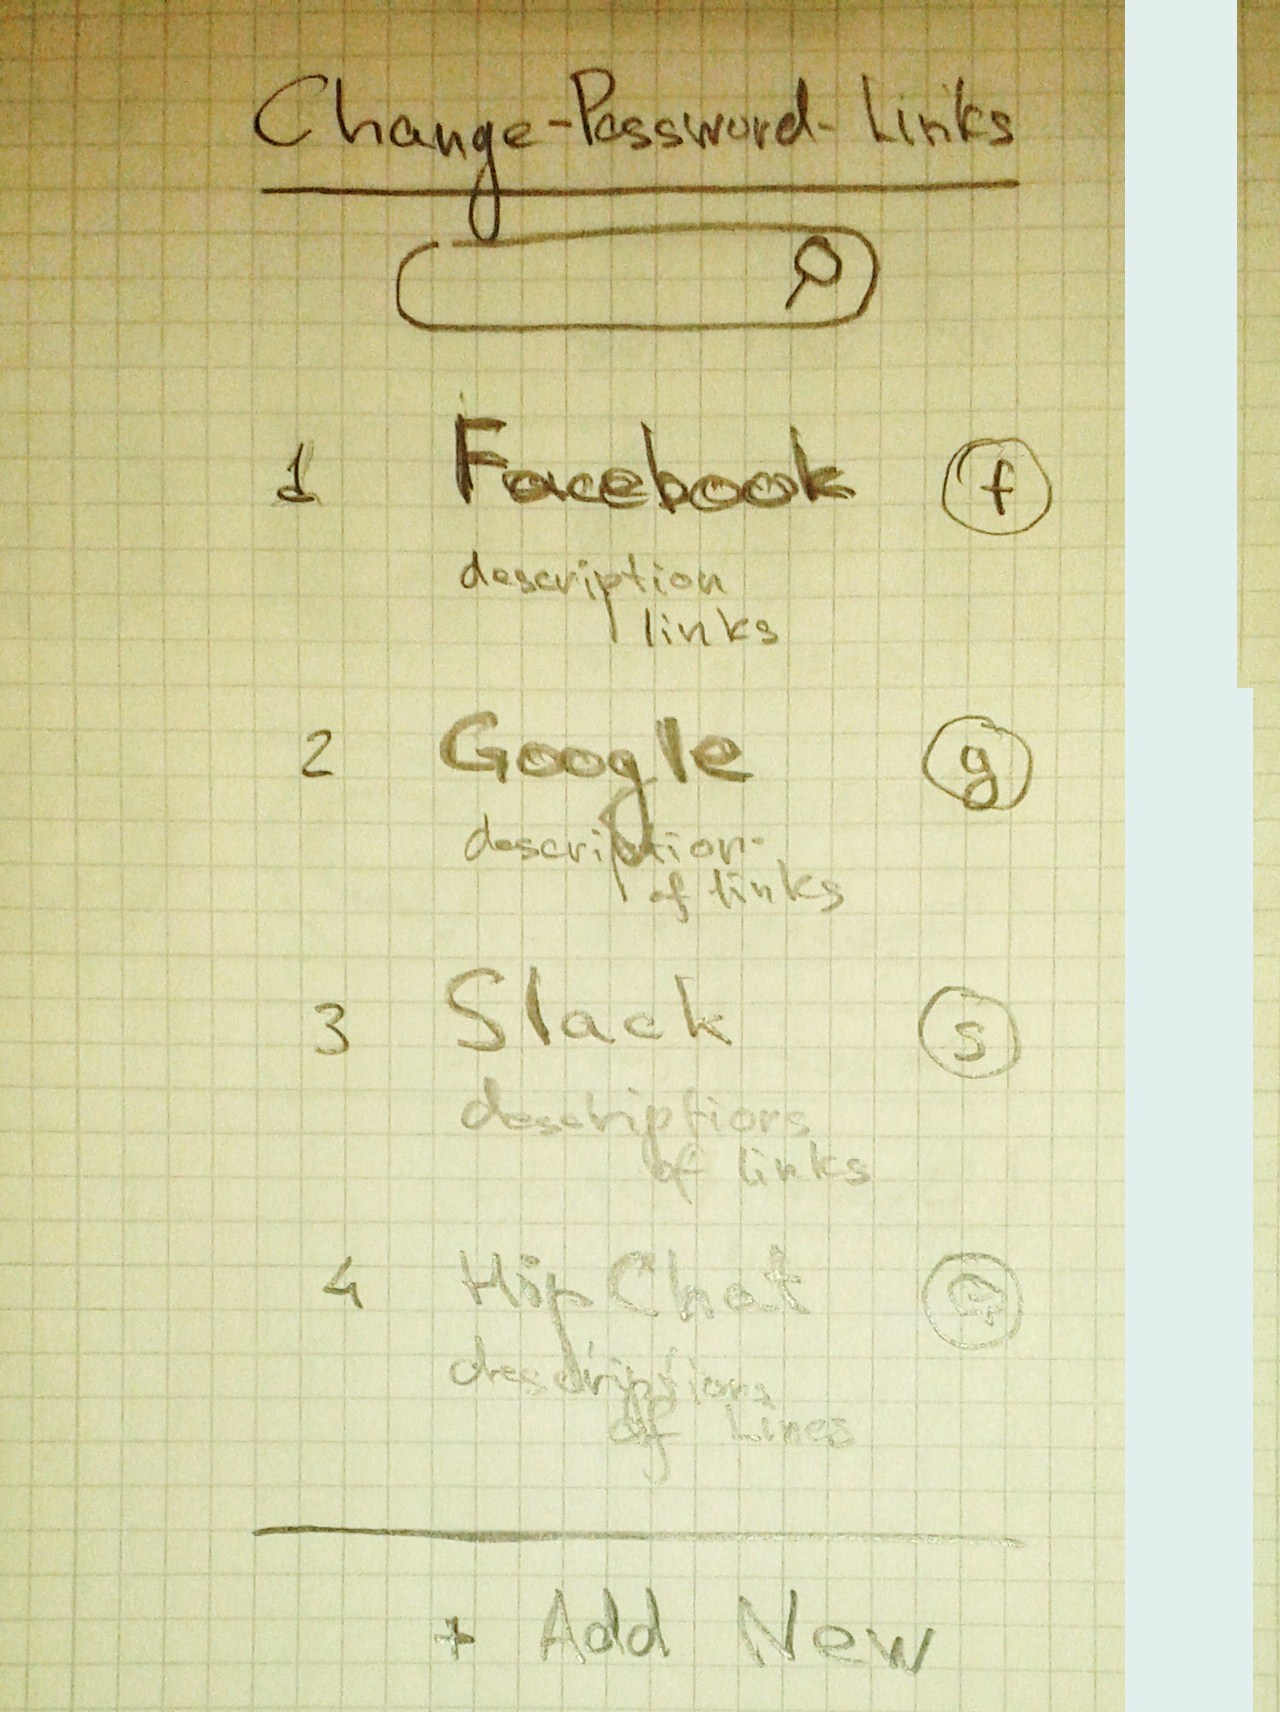 Change-Password-Links
1 Facebook f
description
links
2 Google g
description
of links
3 Slack s
descriptions
of links
4 HipChat
descriptions
of Lines
+ Add New